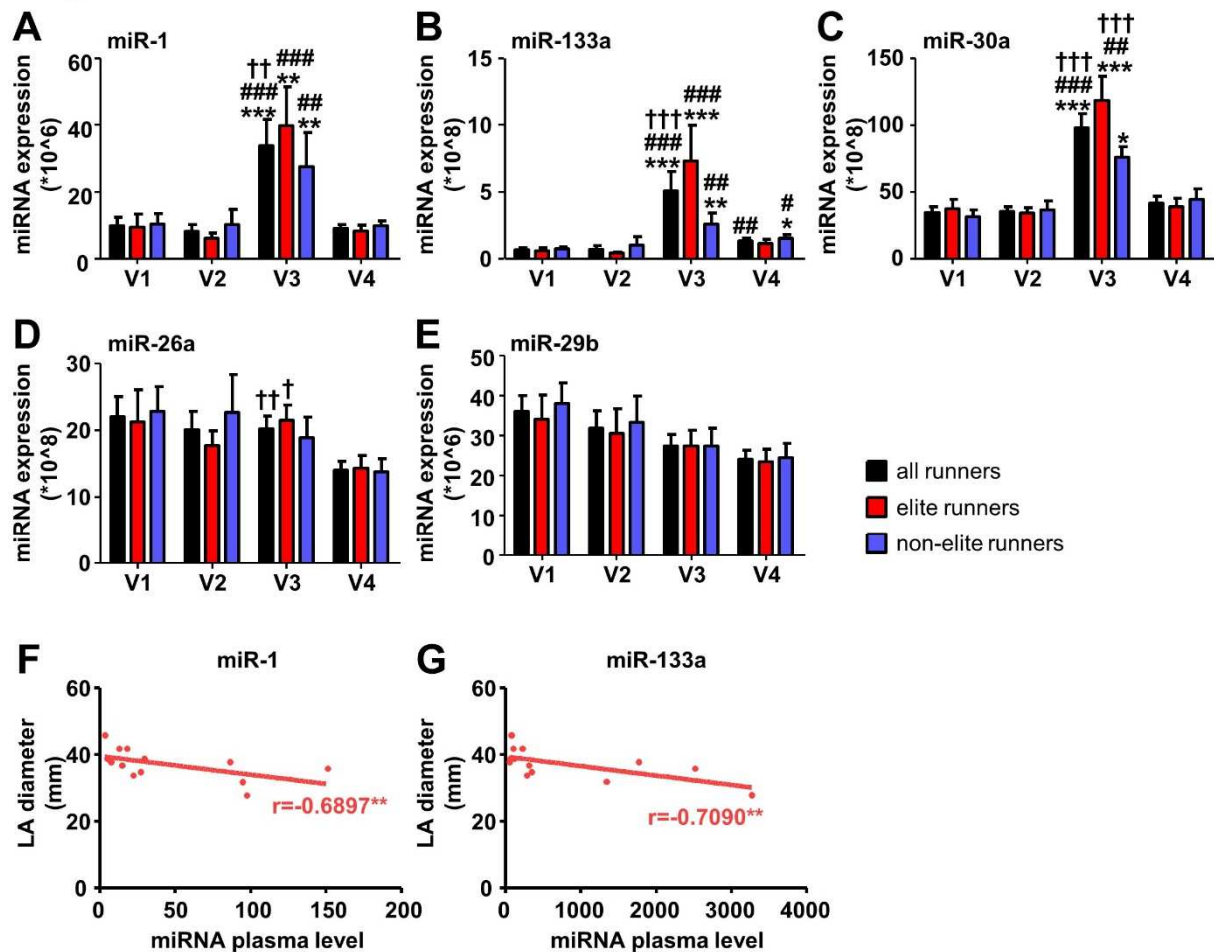 A
miR-1
miRNA expression
(*10^6)
60
40
20
0
††
###
***
###
**
##
**
V1 V2 V3 V4
B
miR-133a
miRNA expression
(*10^8)
15
10
5
0
†††
###
***
###
***
##
**
##
#
*
V1 V2 V3 V4
C
miR-30a
miRNA expression
(*10^8)
150
100
50
0
†††
###
***
†††
##
***
*
V1 V2 V3 V4
D
miR-26a
miRNA expression
(*10^8)
30
20
10
0
††
†
V1 V2 V3 V4
E
miR-29b
miRNA expression
(*10^6)
50
40
30
20
10
0
V1 V2 V3 V4
all runners
elite runners
non-elite runners
F
miR-1
LA diameter
(mm)
60
40
20
0
r=-0.6897**
0 50 100 150 200
miRNA plasma level
G
miR-133a
LA diameter
(mm)
60
40
20
0
r=-0.7090**
0 1000 2000 3000 4000
miRNA plasma level